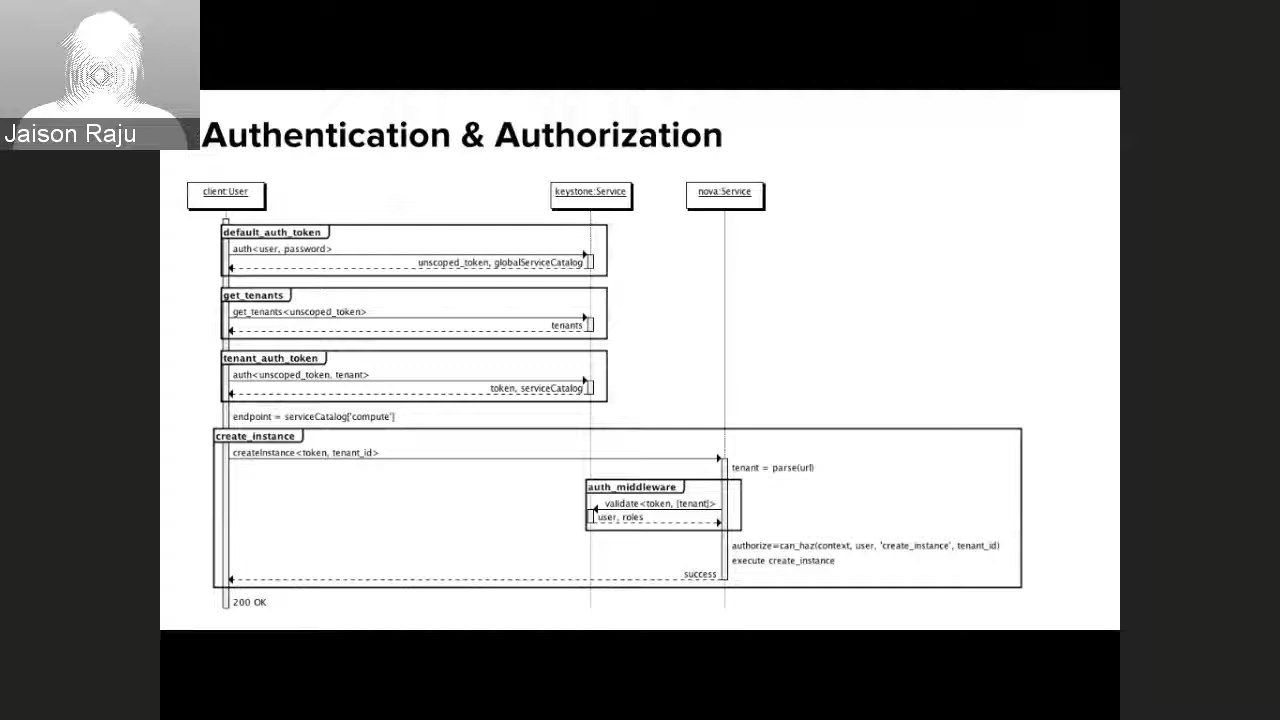 Jaison Raju
Authentication & Authorization
client:User
keystone:Service
nova:Service
default_auth_token
auth<user, password>
unscoped_token, globalServiceCatalog
get_tenants
get_tenants<unscoped_token>
tenants
tenant_auth_token
auth<unscoped_token, tenant>
token, serviceCatalog
endpoint = serviceCatalog['compute']
create_instance
createInstance<token, tenant_id>
tenant = parse(url)
auth_middleware
validate<token, [tenant]>
user, roles
authorize=can_haz(context, user, 'create_instance', tenant_id)
execute create_instance
success
200 OK